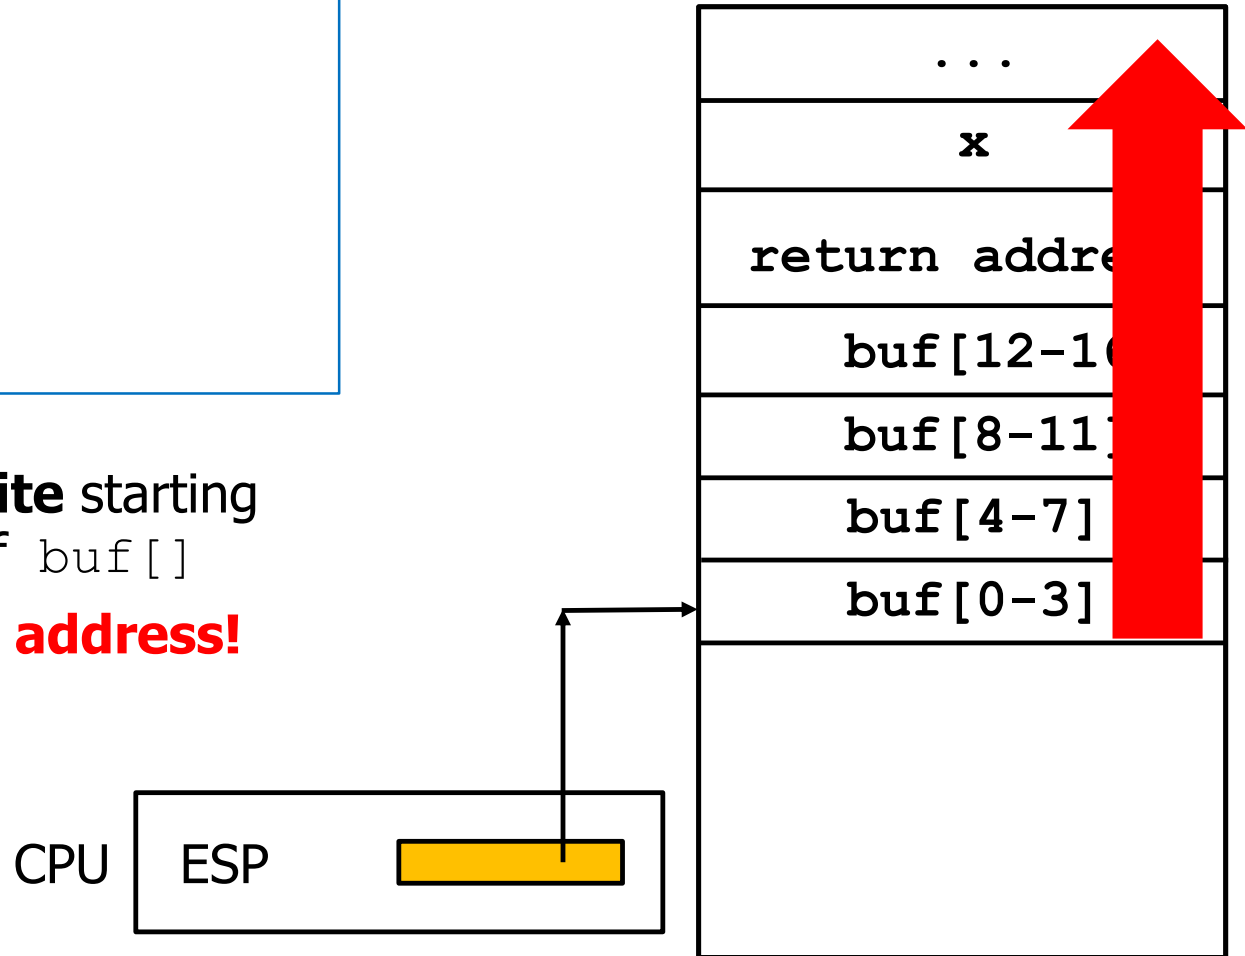 ...
x
return addre
buf[12-16
buf[8-11]
buf[4-7]
buf[0-3]
ite starting
f buf[]
address!
CPU ESP